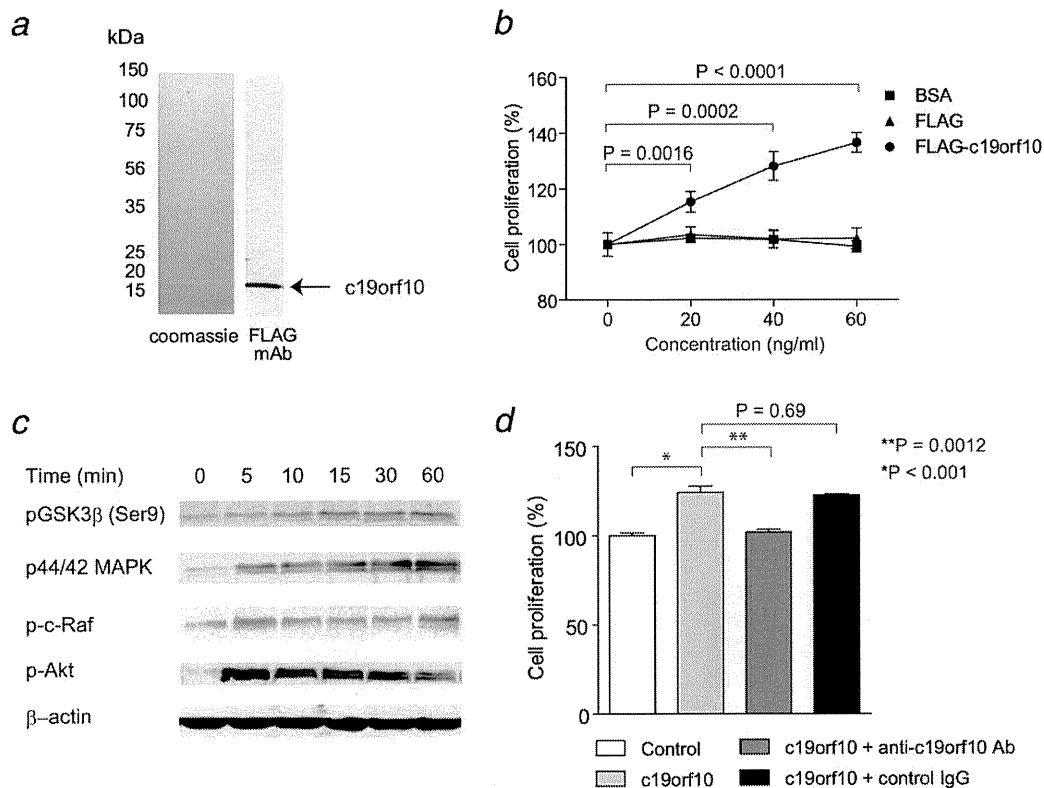 a
kDa
150
100
75
56
35
25
20
15
c19orf10
coomassie
FLAG
mAb
b
160
140
120
100
80
Cell proliferation (%)
P < 0.0001
P = 0.0002
P = 0.0016
BSA
FLAG
FLAG-c19orf10
0 20 40 60
Concentration (ng/ml)
c
Time (min) 0 5 10 15 30 60
pGSK3β (Ser9)
p44/42 MAPK
p-c-Raf
p-Akt
β–actin
d
P = 0.69
**
*
**P = 0.0012
*P < 0.001
150
100
50
0
Cell proliferation (%)
Control
c19orf10
c19orf10 + anti-c19orf10 Ab
c19orf10 + control IgG